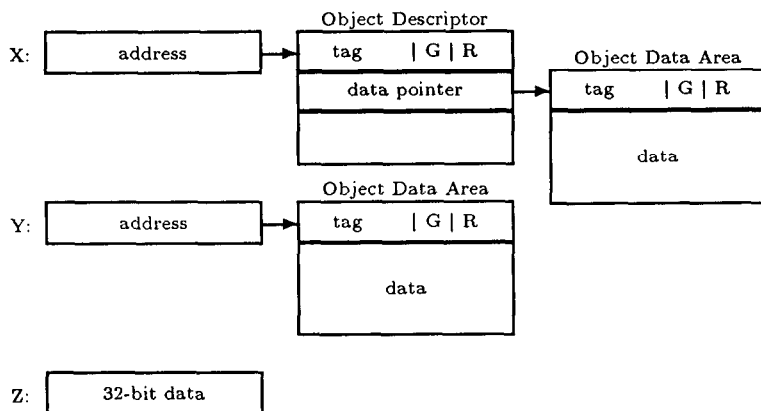 Object Descriptor
X: address tag | G | R Object Data Area
data pointer tag | G | R
data
Object Data Area
Y: address tag | G | R
data
Z: 32-bit data